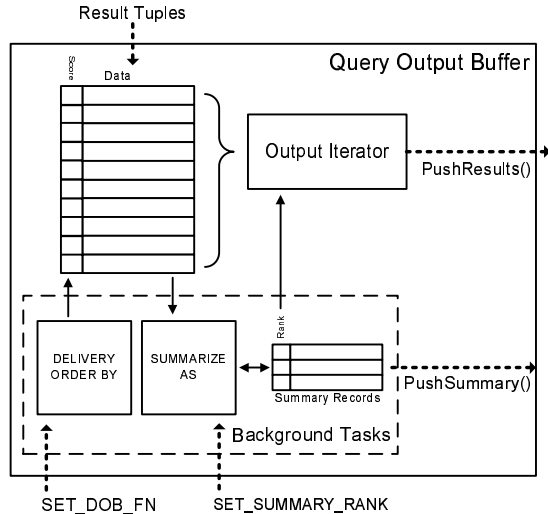 Result Tuples
Query Output Buffer
Score
Data
Output Iterator
PushResults()
Rank
DELIVERY
ORDER BY
SUMMARIZE
AS
Summary Records
PushSummary()
Background Tasks
SET_DOB_FN
SET_SUMMARY_RANK